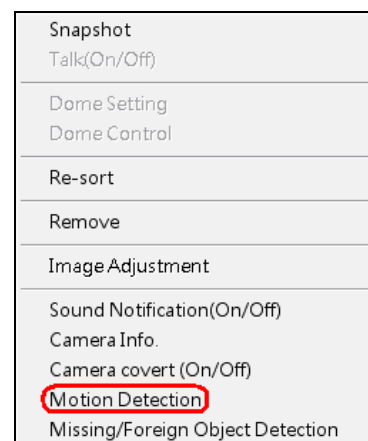 Snapshot
Talk(On/Off)
Dome Setting
Dome Control
Re-sort
Remove
Image Adjustment
Sound Notification(On/Off)
Camera Info.
Camera covert (On/Off)
Motion Detection
Missing/Foreign Object Detection